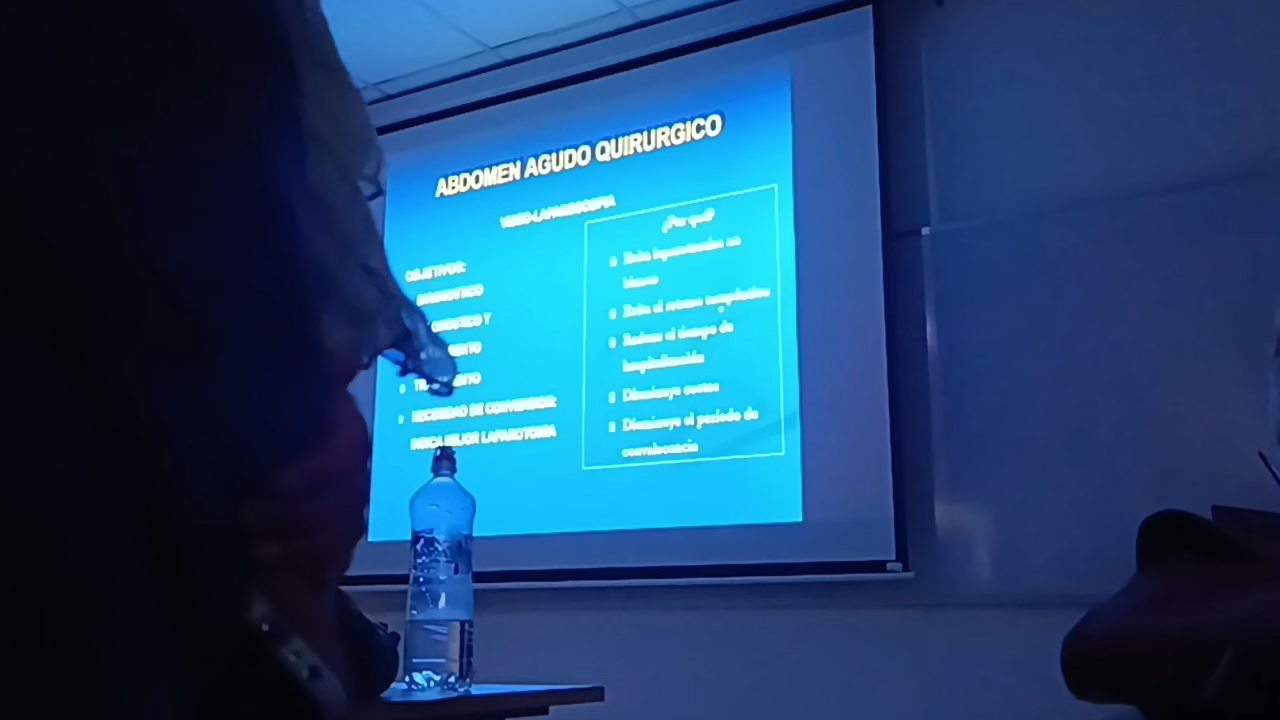 ABDOMEN AGUDO QUIRURGICO
VIDEO-LAPAROSCOPIA
OBJETIVOS:
DIAGNOSTICO
Y
NECESIDAD DE CONVERSION:
INDICA MEJOR LAPAROTOMIA
¿Por qué?
Evita laparotomías en
blanco
Evita el retraso terapéutico
Reduce el tiempo de
hospitalización
Disminuye costos
Disminuye el período de
convalecencia